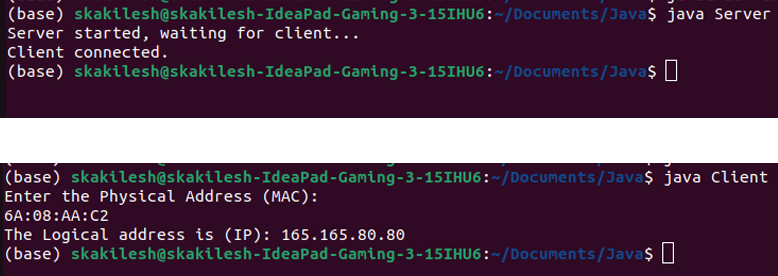 (base) skakilesh@skakilesh-IdeaPad-Gaming-3-15IHU6:~/Documents/Java$ java Server
Server started, waiting for client...
Client connected.
(base) skakilesh@skakilesh-IdeaPad-Gaming-3-15IHU6:~/Documents/Java$
(base) skakilesh@skakilesh-IdeaPad-Gaming-3-15IHU6:~/Documents/Java$ java Client
Enter the Physical Address (MAC):
6A:08:AA:C2
The Logical address is (IP): 165.165.80.80
(base) skakilesh@skakilesh-IdeaPad-Gaming-3-15IHU6:~/Documents/Java$